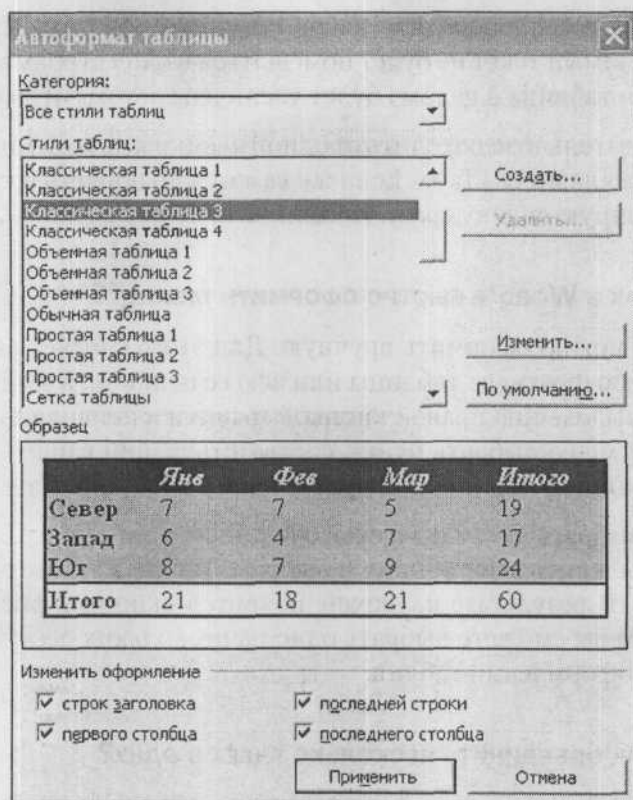 Автоформат таблицы
Категория:
Все стили таблиц
Стили таблиц:
Классическая таблица 1
Классическая таблица 2
Классическая таблица 3
Классическая таблица 4
Объемная таблица 1
Объемная таблица 2
Объемная таблица 3
Обычная таблица
Простая таблица 1
Простая таблица 2
Простая таблица 3
Сетка таблицы
Создать...
Удалить...
Изменить...
По умолчанию...
Образец
Янв Фев Мар Итого
Север 7 7 5 19
Запад 6 4 7 17
Юг 8 7 9 24
Итого 21 18 21 60
Изменить оформление
строк заголовка последней строки
первого столбца последнего столбца
Применить Отмена